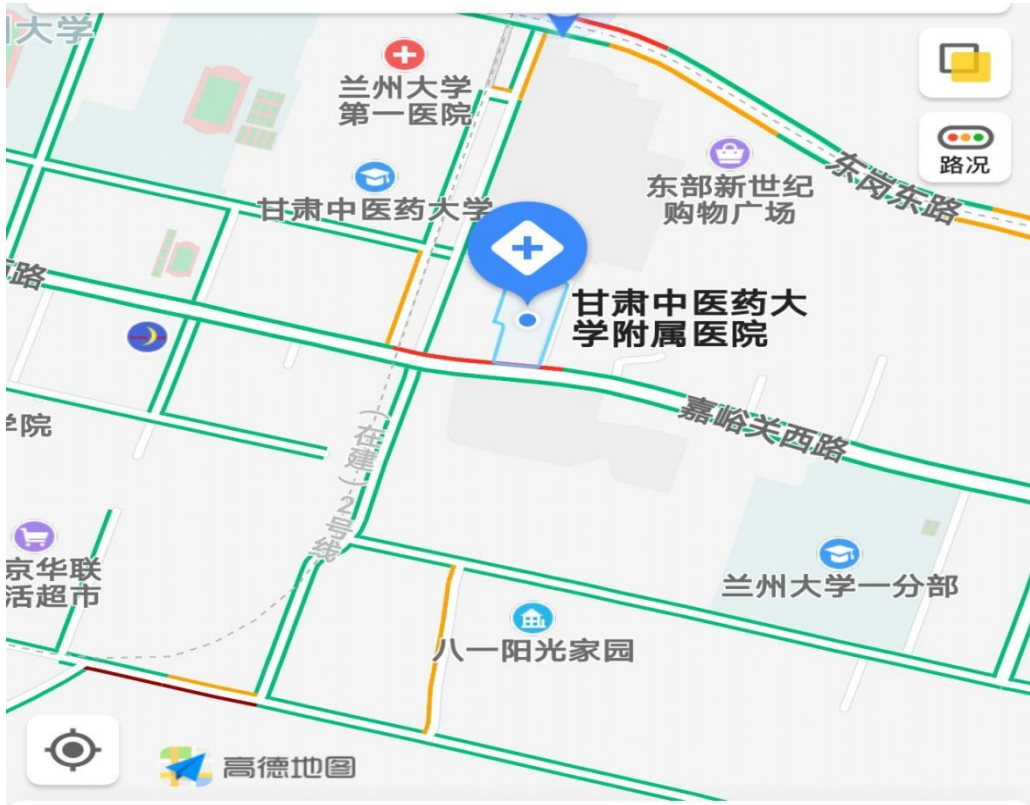 州大学
兰州大学
第一医院
路况
东部新世纪
购物广场
东岗东路
甘肃中医药大学
路
甘肃中医药大
学附属医院
学院
嘉峪关西路
（在建）2号线
京华联
活超市
兰州大学一分部
八一阳光家园
高德地图